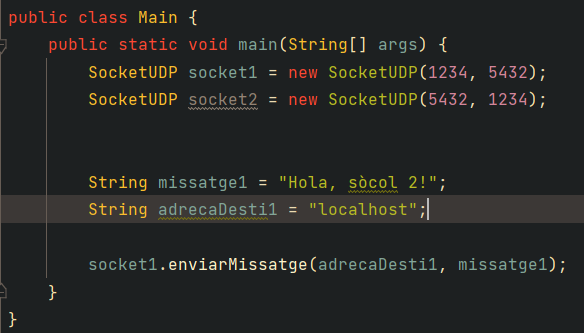 public class Main {
public static void main(String[] args) {
SocketUDP socket1 = new SocketUDP(1234, 5432);
SocketUDP socket2 = new SocketUDP(5432, 1234);
String missatge1 = "Hola, sòcol 2!";
String adrecaDesti1 = "localhost";
socket1.enviarMissatge(adrecaDesti1, missatge1);
}
}